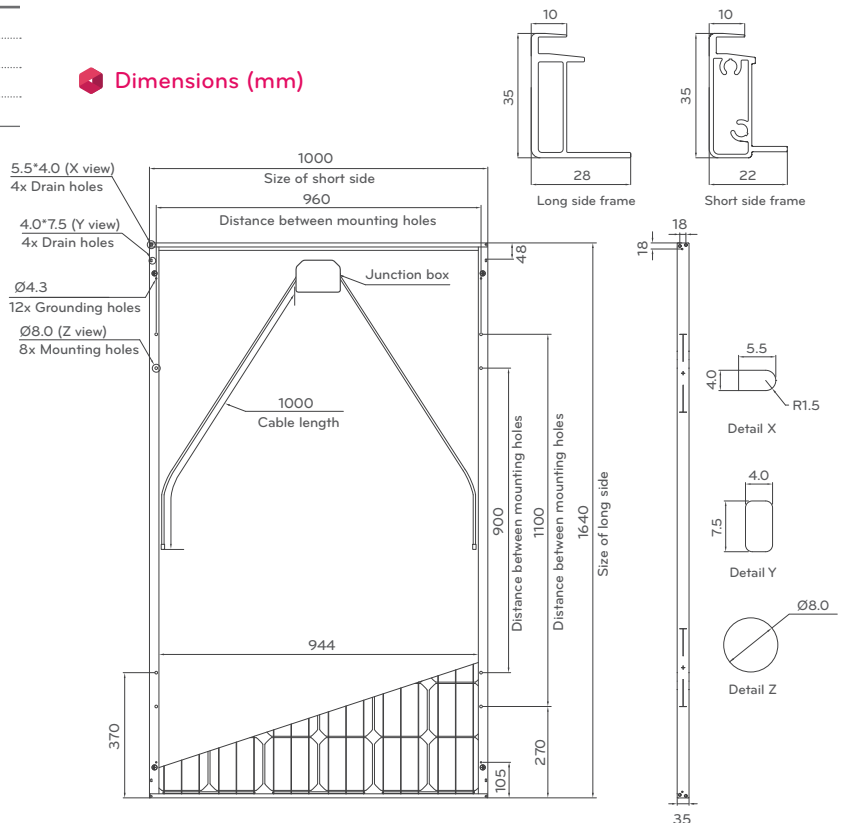 Dimensions (mm)
10
35
28
Long side frame
10
35
22
Short side frame
5.5*4.0 (X view)
4x Drain holes
4.0*7.5 (Y view)
4x Drain holes
Ø4.3
12x Grounding holes
Ø8.0 (Z view)
8x Mounting holes
1000
Size of short side
960
Distance between mounting holes
48
Junction box
1000
Cable length
900
Distance between mounting holes
1100
Distance between mounting holes
1640
Size of long side
944
370
105
270
18
18
35
5.5
4.0
R1.5
Detail X
4.0
7.5
Detail Y
Ø8.0
Detail Z